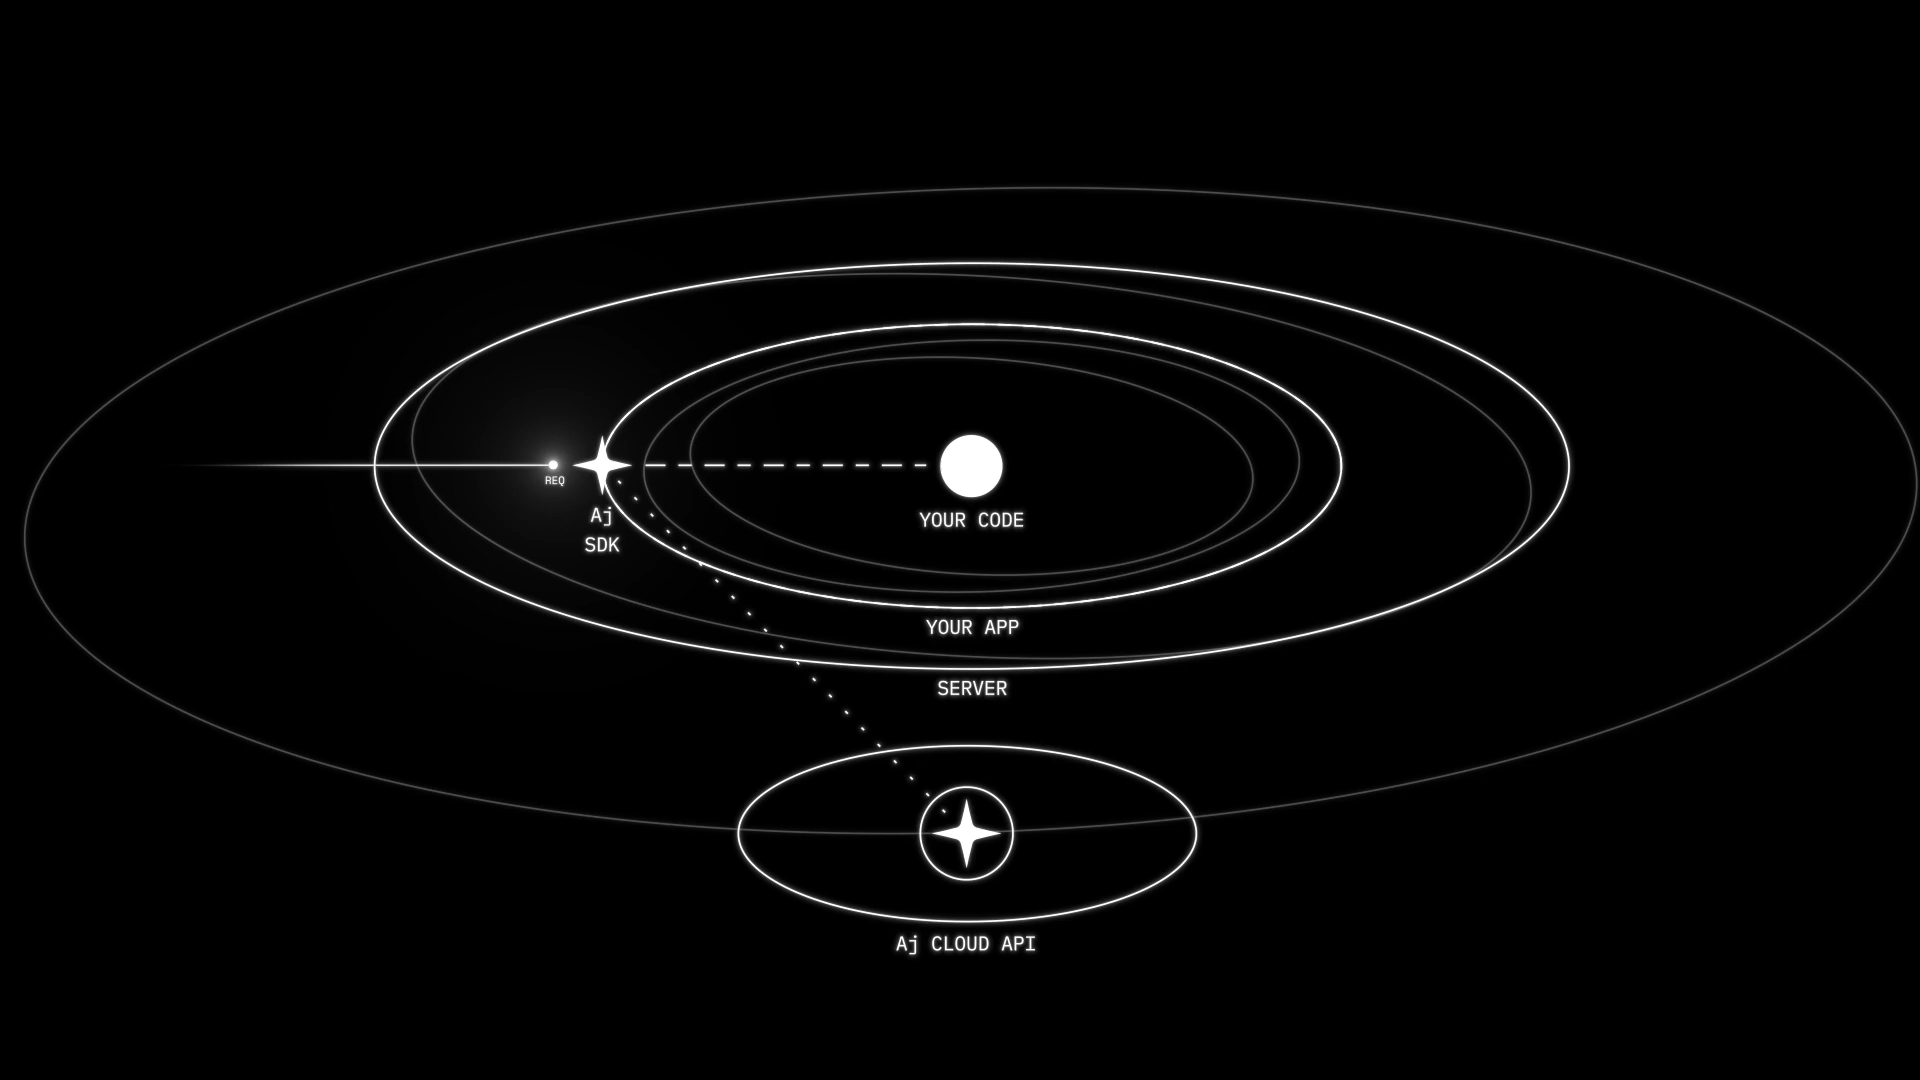 REQ
Aj
SDK
YOUR CODE
YOUR APP
SERVER
Aj CLOUD API